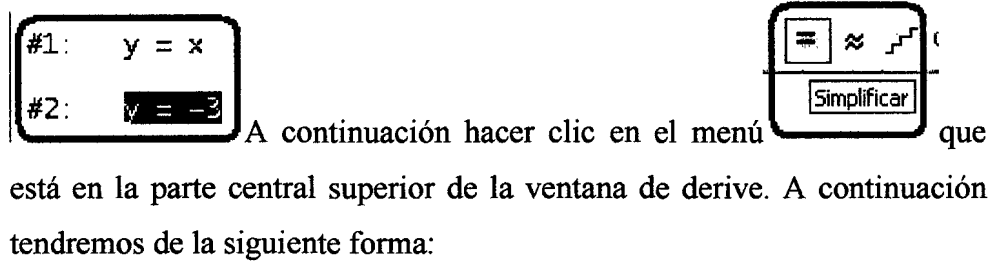 #1: y = x
#2: y = -3
= ≈
Simplificar
A continuación hacer clic en el menú que
está en la parte central superior de la ventana de derive. A continuación
tendremos de la siguiente forma: